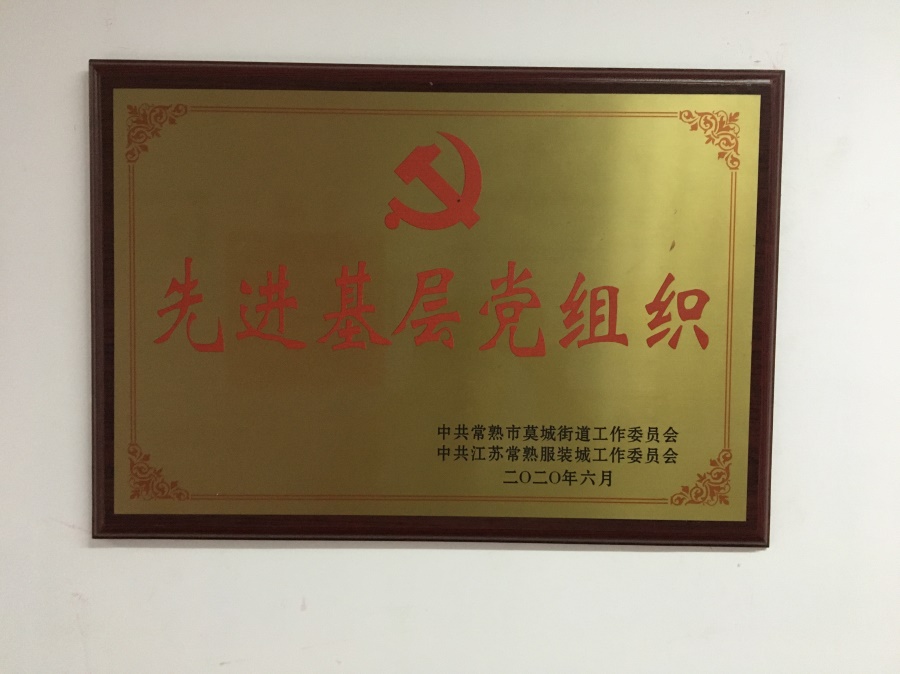 先进基层党组织
中共常熟市莫城街道工作委员会
中共江苏常熟服装城工作委员会
二〇二〇年六月